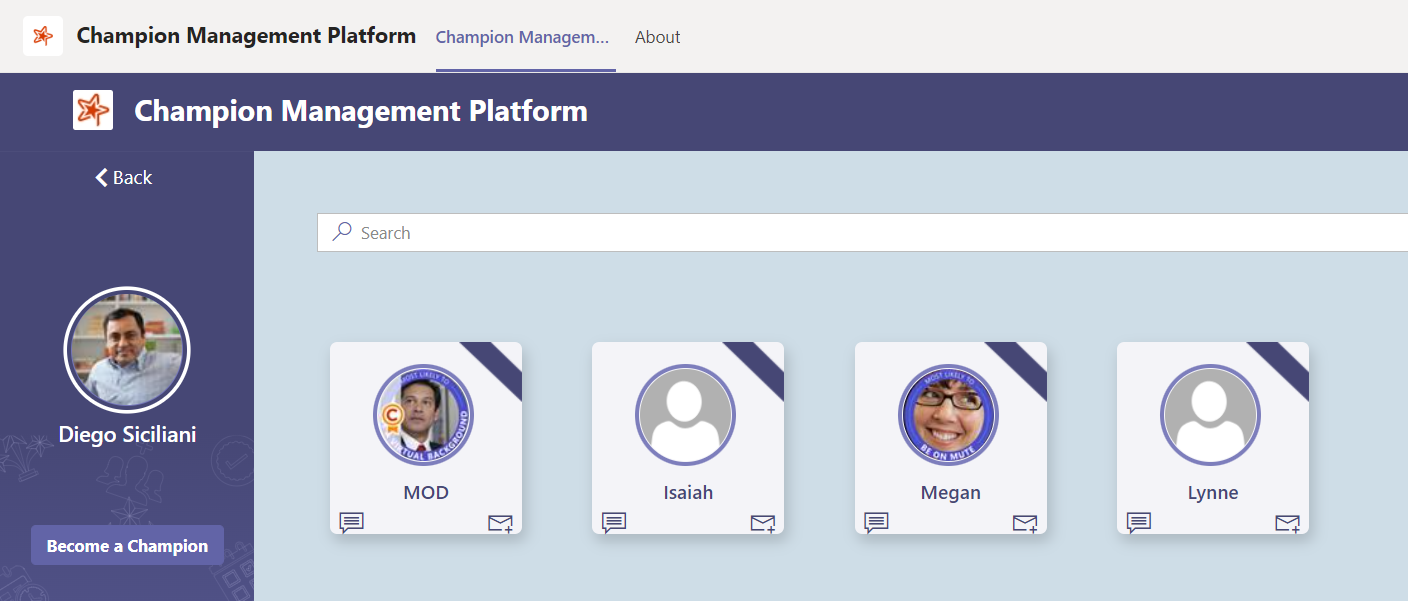 Champion Management Platform
Champion Managem...
About
Champion Management Platform
Back
Search
Diego Siciliani
Become a Champion
MOST LIKELY TO
C
VIRTUAL BACKGROUND
MOD
Isaiah
MOST LIKELY TO
BE ON MUTE
Megan
Lynne